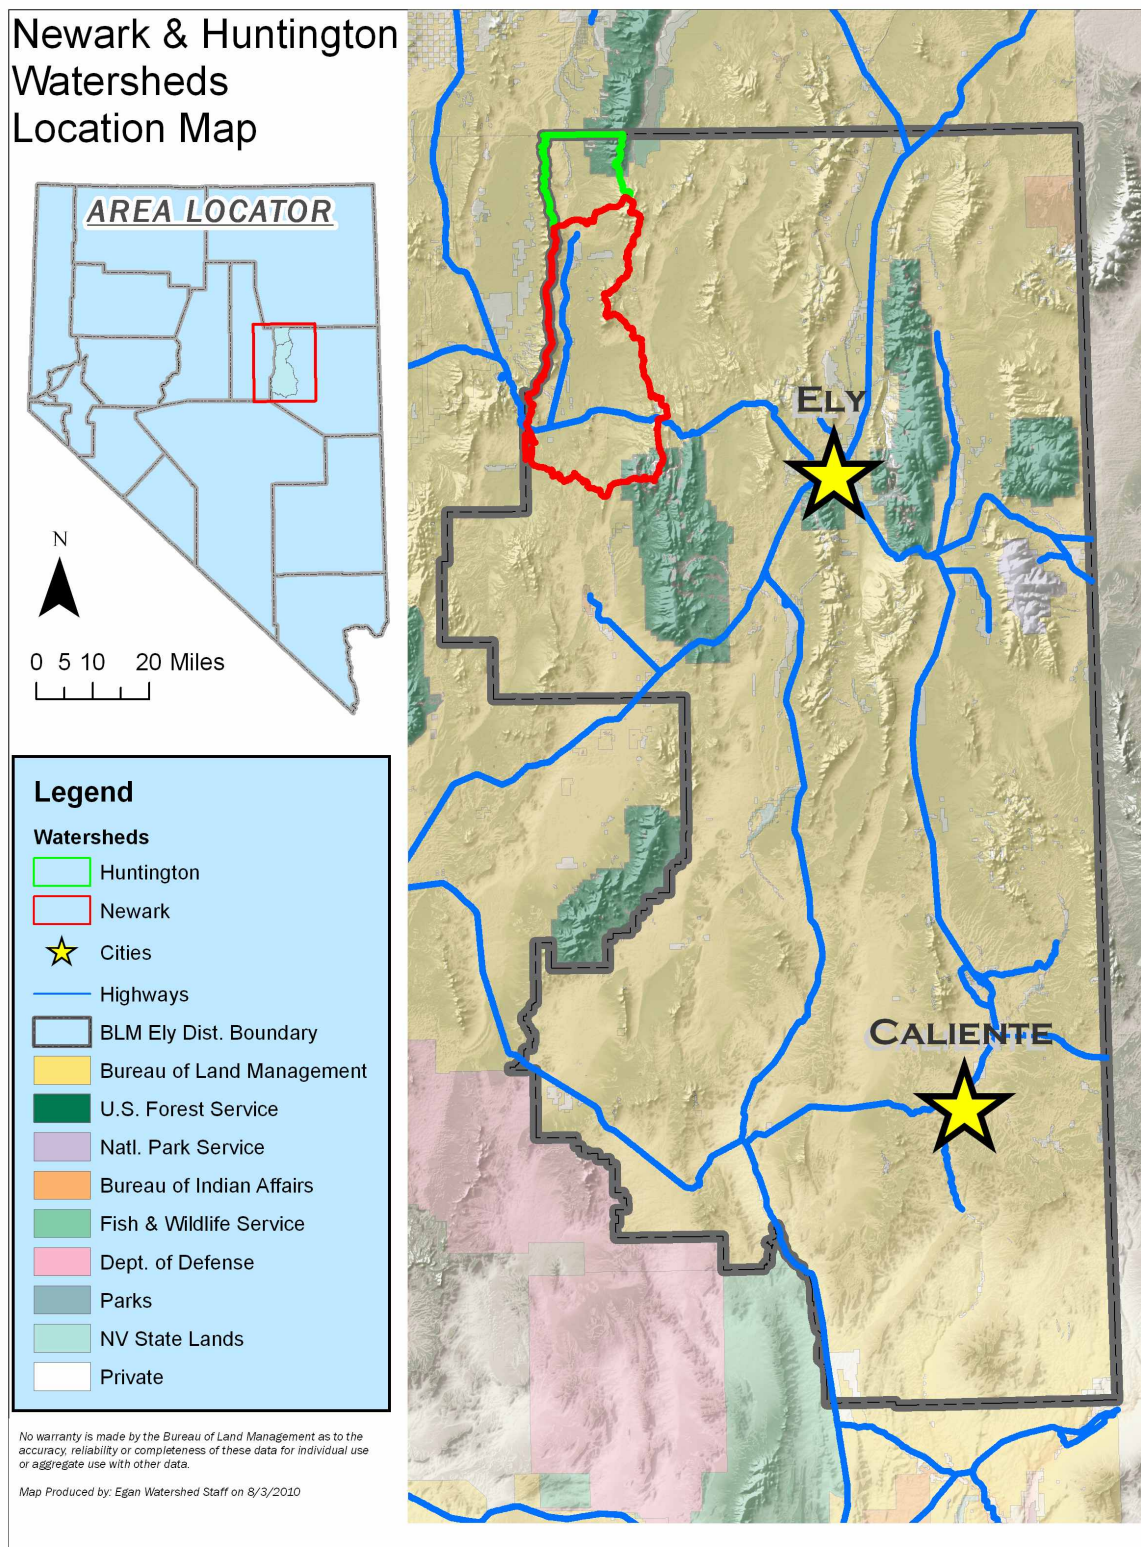 Newark & Huntington
Watersheds
Location Map
AREA LOCATOR
N
0 5 10 20 Miles
Legend
Watersheds
Huntington
Newark
Cities
Highways
BLM Ely Dist. Boundary
Bureau of Land Management
U.S. Forest Service
Natl. Park Service
Bureau of Indian Affairs
Fish & Wildlife Service
Dept. of Defense
Parks
NV State Lands
Private
No warranty is made by the Bureau of Land Management as to the
accuracy, reliability or completeness of these data for individual use
or aggregate use with other data.
Map Produced by: Egan Watershed Staff on 8/3/2010
ELY
CALIENTE